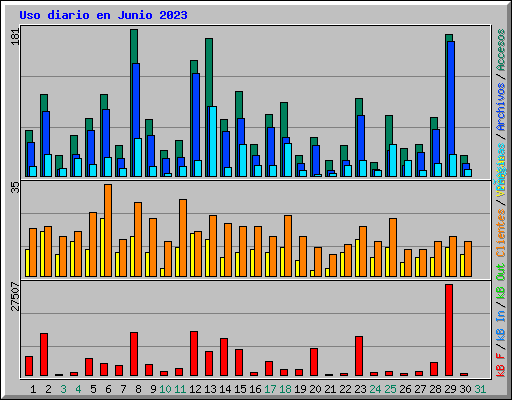 Uso diario en Junio 2023
181
35
27507
Accesos / Archivos /
Clientes /
kB F / kB In / kB Out
1 2 3 4 5 6 7 8 9 10 11 12 13 14 15 16 17 18 19 20 21 22 23 24 25 26 27 28 29 30 31